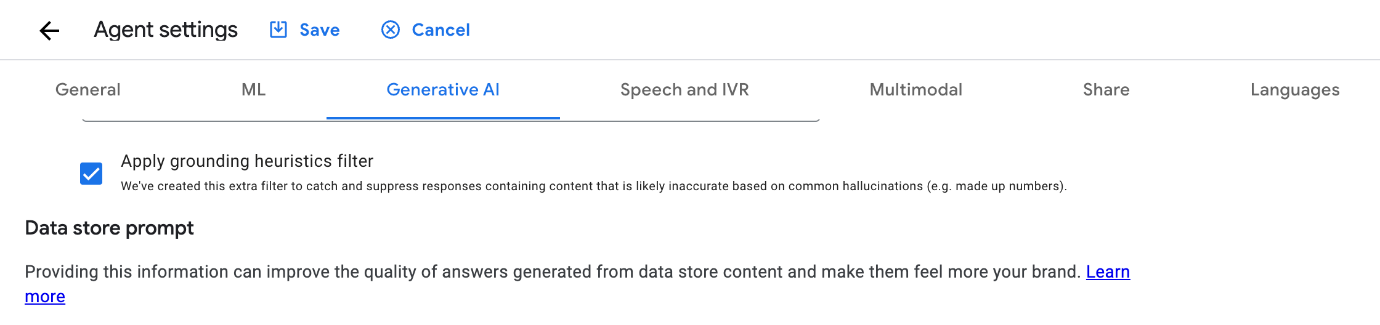 Agent settings Save Cancel
General ML Generative AI Speech and IVR Multimodal Share Languages
Apply grounding heuristics filter
We've created this extra filter to catch and suppress responses containing content that is likely inaccurate based on common hallucinations (e.g. made up numbers).
Data store prompt
Providing this information can improve the quality of answers generated from data store content and make them feel more your brand. Learn
more